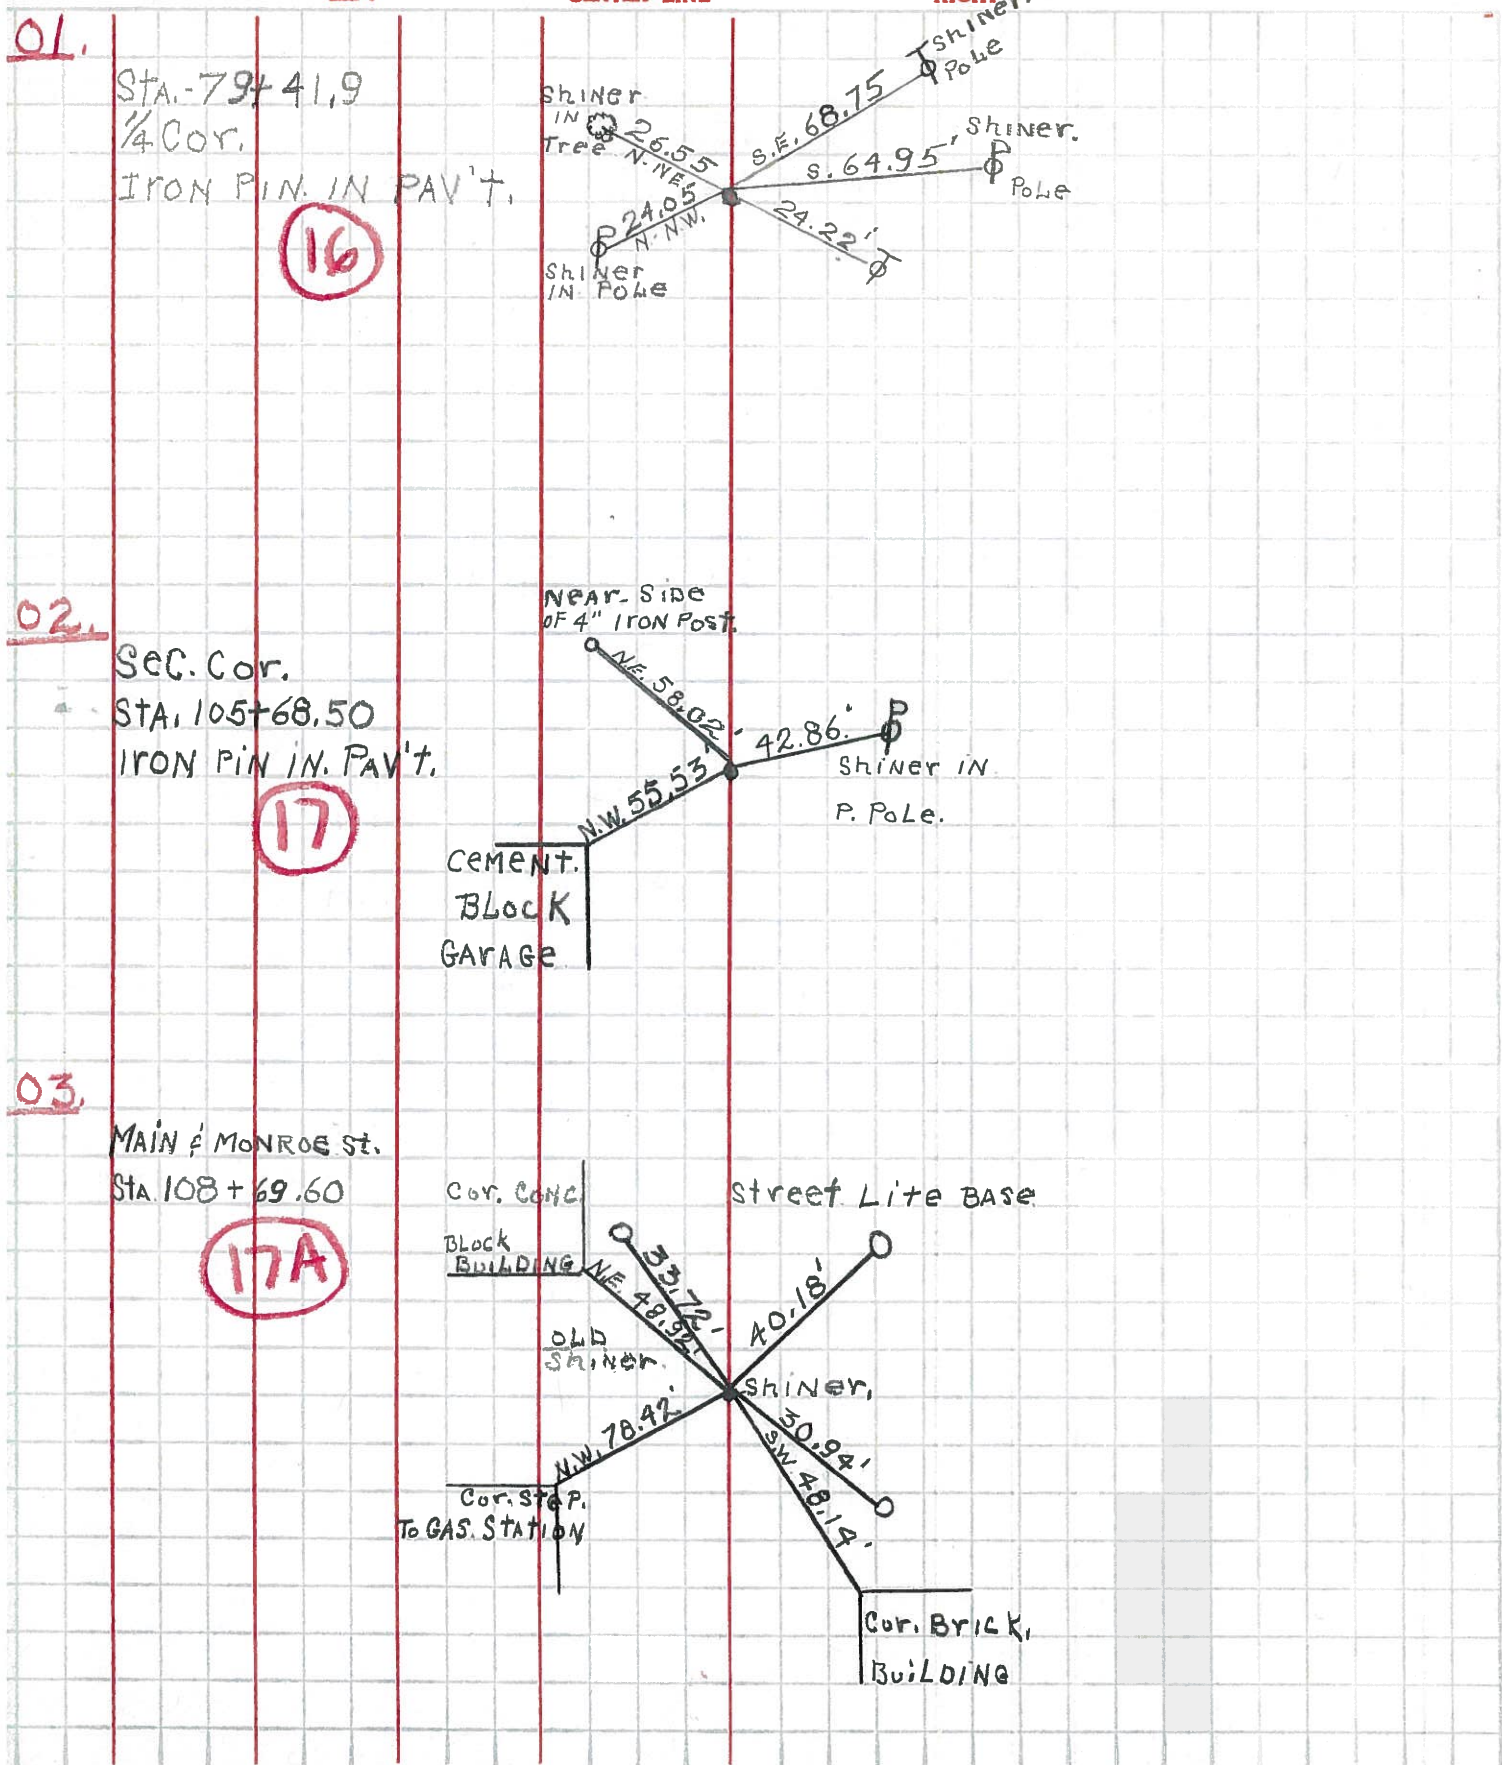 01.
STA.-79+41.9
1/4 Cor.
IRON PIN. IN PAV't.
16
Shiner
IN
Tree
26.55
N-NE.
24.05'
N-N.W.
Shiner
IN POLE
S.E. 68.75
Shiner.
POLE
S. 64.95'
Shiner.
POLE
24.22'
02.
SEC. Cor.
STA. 105+68.50
IRON PIN IN. PAV't.
17
NEAR-SIDE
OF 4" IRON Post.
N.E. 58.02'
42.86'
P
Shiner IN
P. POLE.
N.W. 55.53'
CEMENT.
BLOCK
GARAGE
03.
MAIN & MONROE St.
STA. 108+69.60
17A
Cor. CONC
BLOCK
BUILDING
33.72'
N.E. 48.92'
Street Lite BASE
40.18'
OLD
Shiner.
Shiner,
N.W. 78.42'
Cor. Step.
To GAS. STATION
30.94'
S.W. 48.14'
Cor. BRICK,
BUILDING